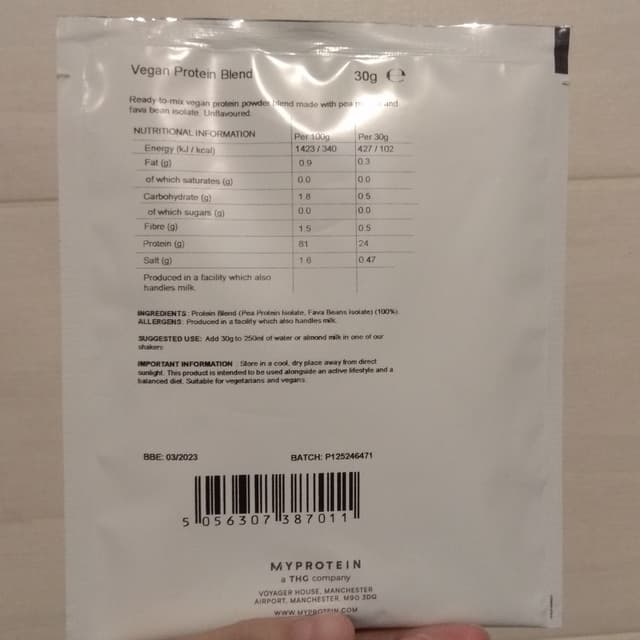 Vegan Protein Blend 30g ℮
Ready-to-mix vegan protein powder blend made with pea and
fava bean isolate. Unflavoured.
NUTRITIONAL INFORMATION Per 100g Per 30g
Energy (kJ / kcal) 1423 / 340 427 / 102
Fat (g) 0.9 0.3
of which saturates (g) 0.0 0.0
Carbohydrate (g) 1.8 0.5
of which sugars (g) 0.0 0.0
Fibre (g) 1.5 0.5
Protein (g) 81 24
Salt (g) 1.6 0.47
Produced in a facility which also
handles milk.
INGREDIENTS: Protein Blend (Pea Protein Isolate, Fava Beans Isolate) (100%).
ALLERGENS: Produced in a facility which also handles milk.
SUGGESTED USE: Add 30g to 250ml of water or almond milk in one of our
shakers
IMPORTANT INFORMATION Store in a cool, dry place away from direct
sunlight. This product is intended to be used alongside an active lifestyle and a
balanced diet. Suitable for vegetarians and vegans.
BBE: 03/2023 BATCH: P125246471
5 056307 387011
MYPROTEIN
a THG company
VOYAGER HOUSE, MANCHESTER
AIRPORT, MANCHESTER, M90 3DQ
WWW.MYPROTEIN.COM